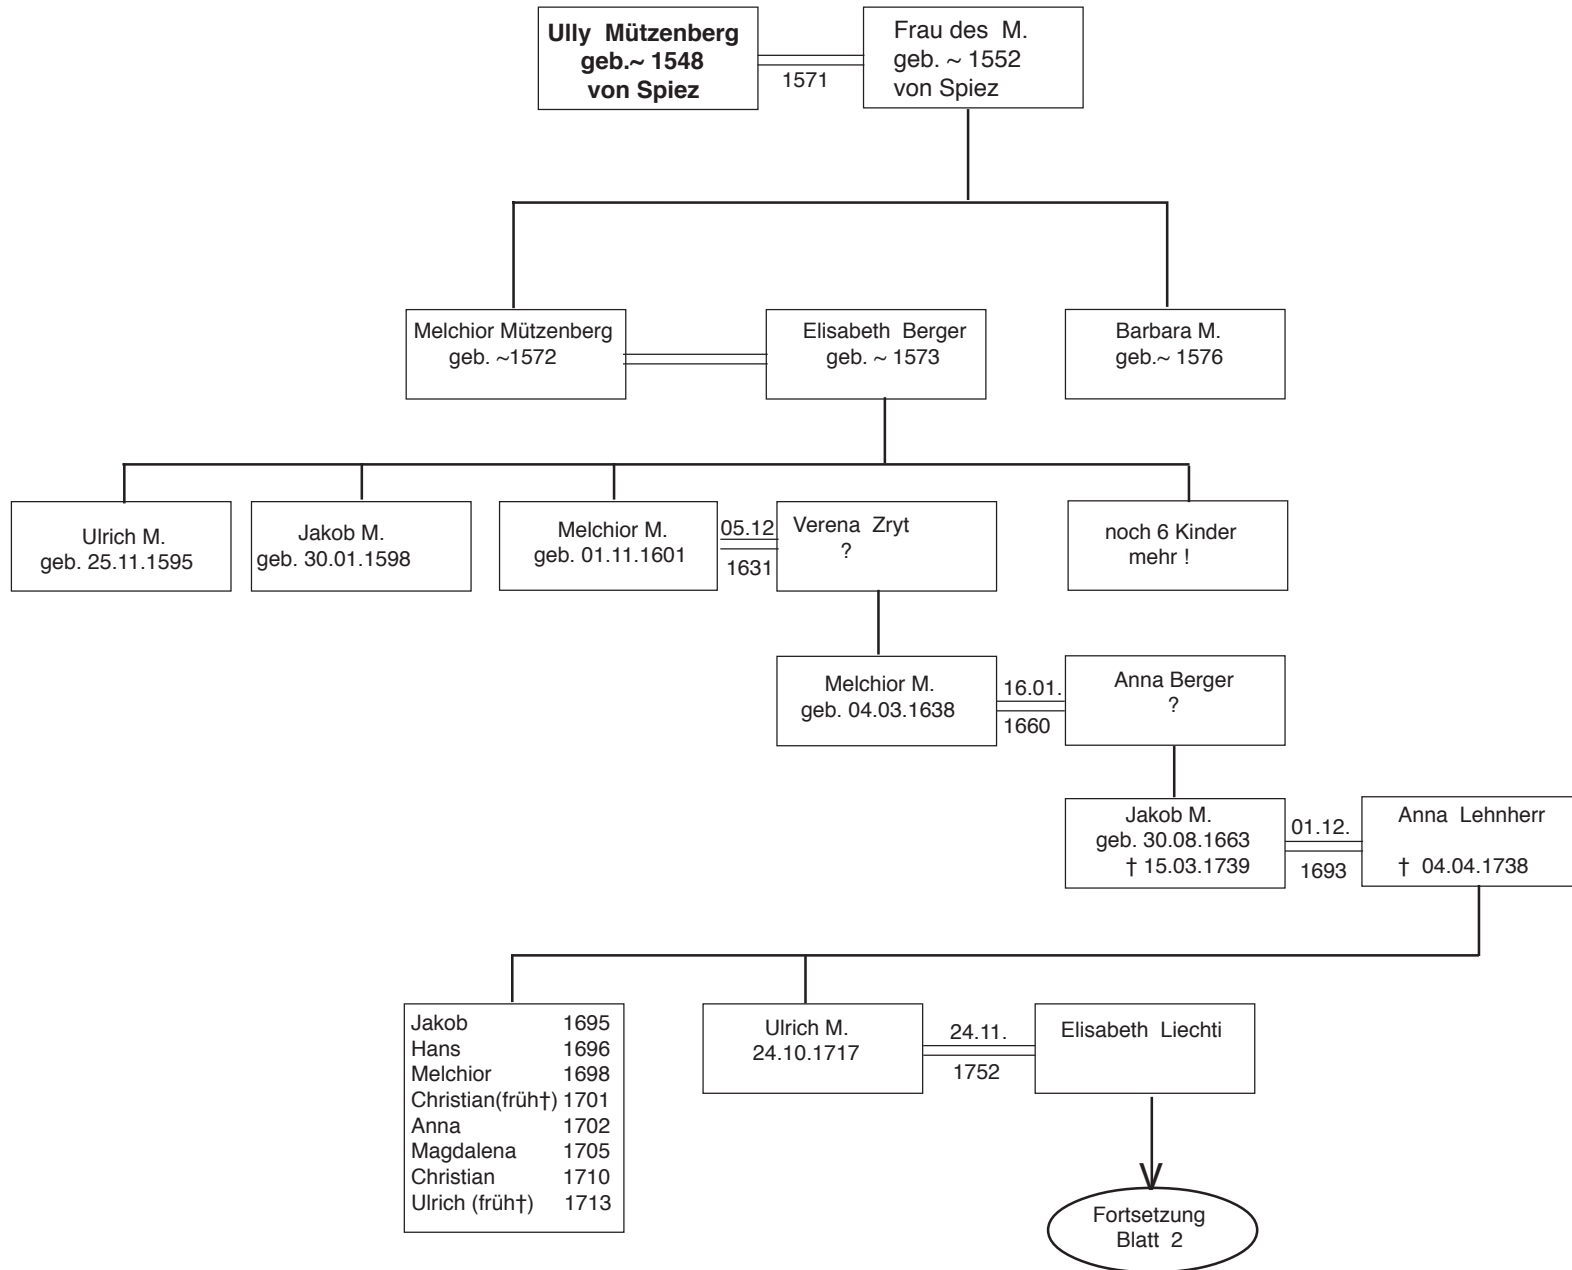 Ully Mützenberg
geb.~ 1548
von Spiez
1571
Frau des M.
geb. ~ 1552
von Spiez
Melchior Mützenberg
geb. ~1572
Elisabeth Berger
geb. ~ 1573
Barbara M.
geb.~ 1576
Ulrich M.
geb. 25.11.1595
Jakob M.
geb. 30.01.1598
Melchior M.
geb. 01.11.1601
05.12
1631
Verena Zryt
?
noch 6 Kinder
mehr !
Melchior M.
geb. 04.03.1638
16.01.
1660
Anna Berger
?
Jakob M.
geb. 30.08.1663
† 15.03.1739
01.12.
1693
Anna Lehnherr
† 04.04.1738
Jakob 1695
Hans 1696
Melchior 1698
Christian(früh†) 1701
Anna 1702
Magdalena 1705
Christian 1710
Ulrich (früh†) 1713
Ulrich M.
24.10.1717
24.11.
1752
Elisabeth Liechti
Fortsetzung
Blatt 2